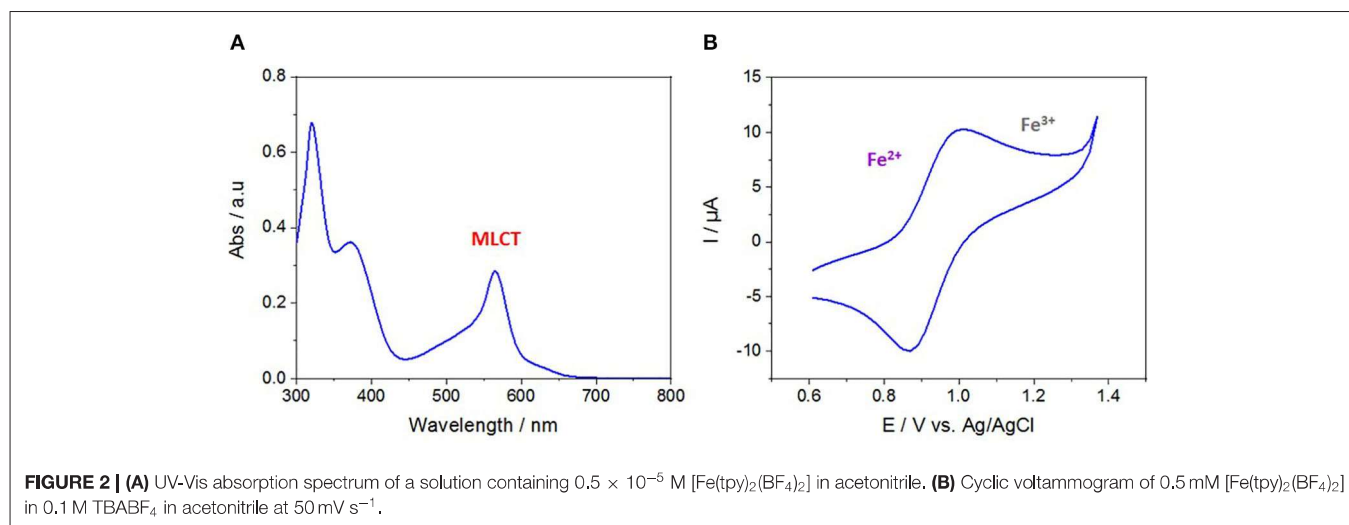 A
B
0.8
0.6
0.4
0.2
0.0
Abs / a.u
MLCT
300 400 500 600 700 800
Wavelength / nm
15
10
5
0
-5
-10
I / µA
Fe²⁺
Fe³⁺
0.6 0.8 1.0 1.2 1.4
E / V vs. Ag/AgCl
FIGURE 2 | (A) UV-Vis absorption spectrum of a solution containing 0.5 × 10⁻⁵ M [Fe(tpy)₂(BF₄)₂] in acetonitrile. (B) Cyclic voltammogram of 0.5 mM [Fe(tpy)₂(BF₄)₂]
in 0.1 M TBABF₄ in acetonitrile at 50 mV s⁻¹.